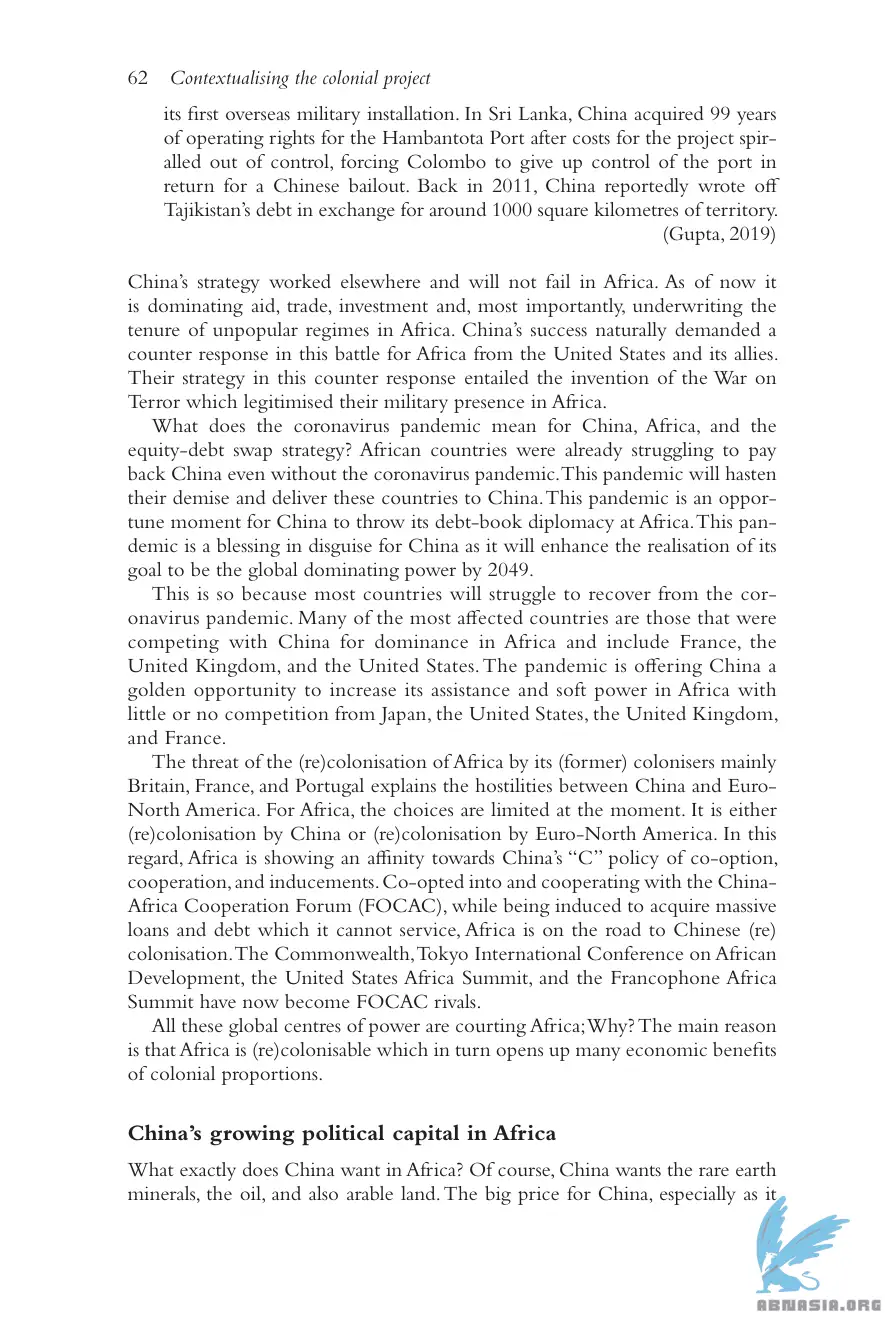 62 Contextualising the colonial project
its first overseas military installation. In Sri Lanka, China acquired 99 years
of operating rights for the Hambantota Port after costs for the project spir-
alled out of control, forcing Colombo to give up control of the port in
return for a Chinese bailout. Back in 2011, China reportedly wrote off
Tajikistan's debt in exchange for around 1000 square kilometres of territory.
(Gupta, 2019)
China's strategy worked elsewhere and will not fail in Africa. As of now it
is dominating aid, trade, investment and, most importantly, underwriting the
tenure of unpopular regimes in Africa. China's success naturally demanded a
counter response in this battle for Africa from the United States and its allies.
Their strategy in this counter response entailed the invention of the War on
Terror which legitimised their military presence in Africa.
What does the coronavirus pandemic mean for China, Africa, and the
equity-debt swap strategy? African countries were already struggling to pay
back China even without the coronavirus pandemic. This pandemic will hasten
their demise and deliver these countries to China. This pandemic is an oppor-
tune moment for China to throw its debt-book diplomacy at Africa. This pan-
demic is a blessing in disguise for China as it will enhance the realisation of its
goal to be the global dominating power by 2049.
This is so because most countries will struggle to recover from the cor-
onavirus pandemic. Many of the most affected countries are those that were
competing with China for dominance in Africa and include France, the
United Kingdom, and the United States. The pandemic is offering China a
golden opportunity to increase its assistance and soft power in Africa with
little or no competition from Japan, the United States, the United Kingdom,
and France.
The threat of the (re)colonisation of Africa by its (former) colonisers mainly
Britain, France, and Portugal explains the hostilities between China and Euro-
North America. For Africa, the choices are limited at the moment. It is either
(re)colonisation by China or (re)colonisation by Euro-North America. In this
regard, Africa is showing an affinity towards China's "C" policy of co-option,
cooperation, and inducements. Co-opted into and cooperating with the China-
Africa Cooperation Forum (FOCAC), while being induced to acquire massive
loans and debt which it cannot service, Africa is on the road to Chinese (re)
colonisation. The Commonwealth, Tokyo International Conference on African
Development, the United States Africa Summit, and the Francophone Africa
Summit have now become FOCAC rivals.
All these global centres of power are courting Africa; Why? The main reason
is that Africa is (re)colonisable which in turn opens up many economic benefits
of colonial proportions.
China's growing political capital in Africa
What exactly does China want in Africa? Of course, China wants the rare earth
minerals, the oil, and also arable land. The big price for China, especially as it
ABNASIA.ORG